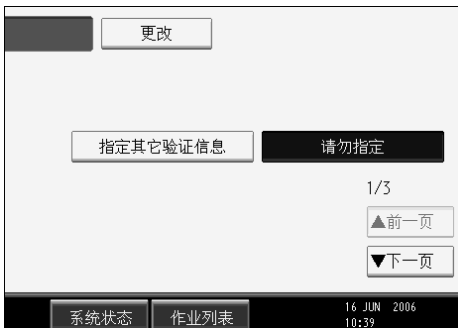 更改
指定其它验证信息 请勿指定
1/3
▲前一页
▼下一页
系统状态 作业列表 16 JUN 2006
10:39